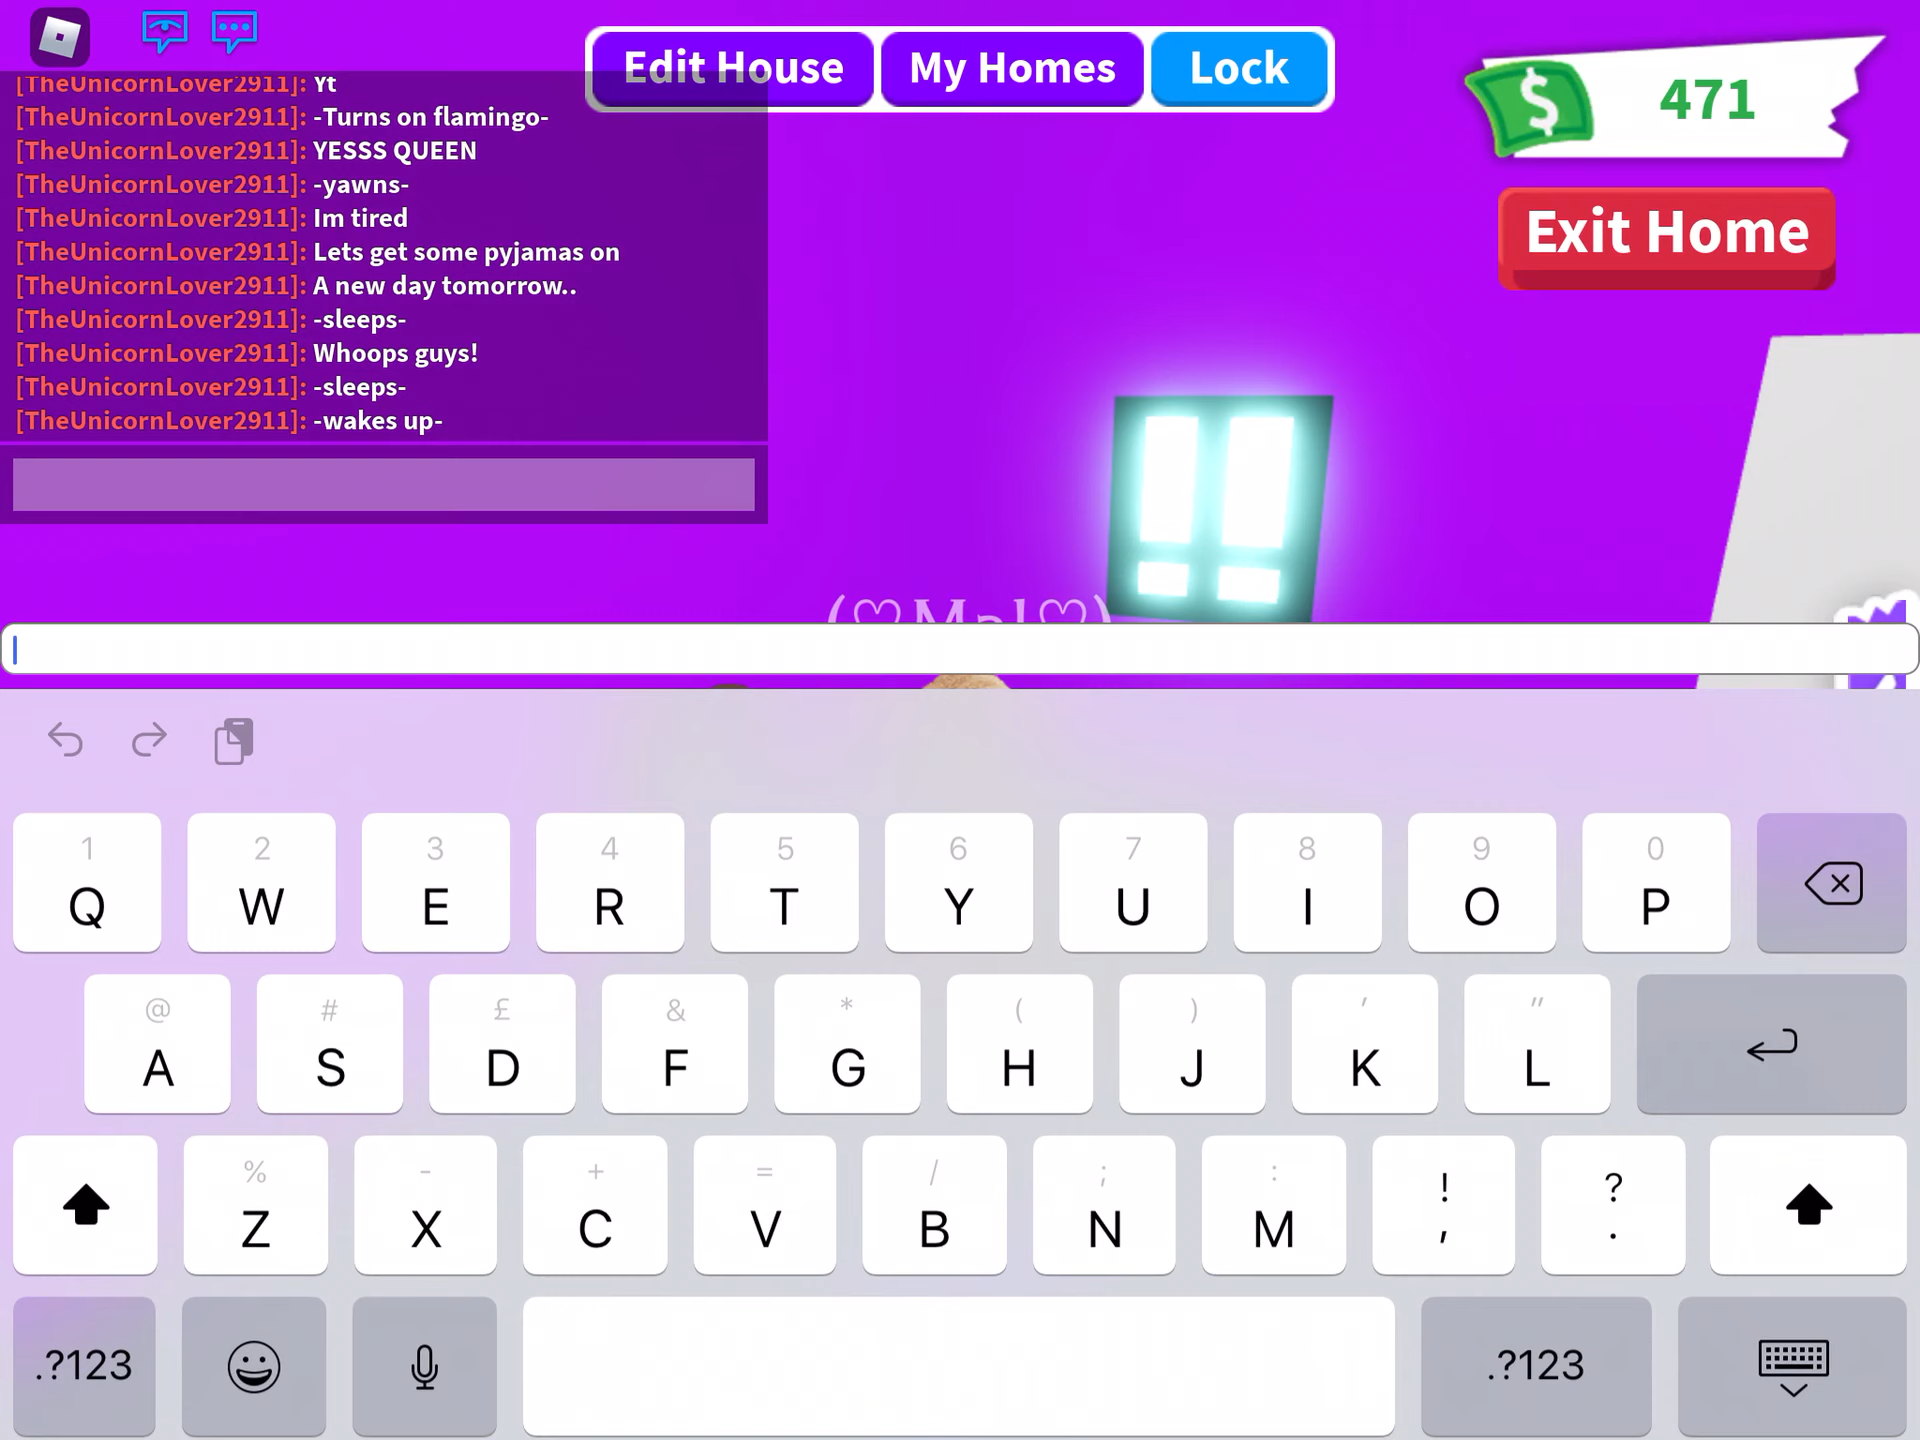 Edit House
My Homes
Lock
471
Exit Home
[TheUnicornLover2911]: Yt
[TheUnicornLover2911]: -Turns on flamingo-
[TheUnicornLover2911]: YESSS QUEEN
[TheUnicornLover2911]: -yawns-
[TheUnicornLover2911]: Im tired
[TheUnicornLover2911]: Lets get some pyjamas on
[TheUnicornLover2911]: A new day tomorrow..
[TheUnicornLover2911]: -sleeps-
[TheUnicornLover2911]: Whoops guys!
[TheUnicornLover2911]: -sleeps-
[TheUnicornLover2911]: -wakes up-
1 2 3 4 5 6 7 8 9 0
Q W E R T Y U I O P
@ # £ & * ( ) ' "
A S D F G H J K L
% - + = / ; : ! ?
Z X C V B N M , .
.?123 .?123